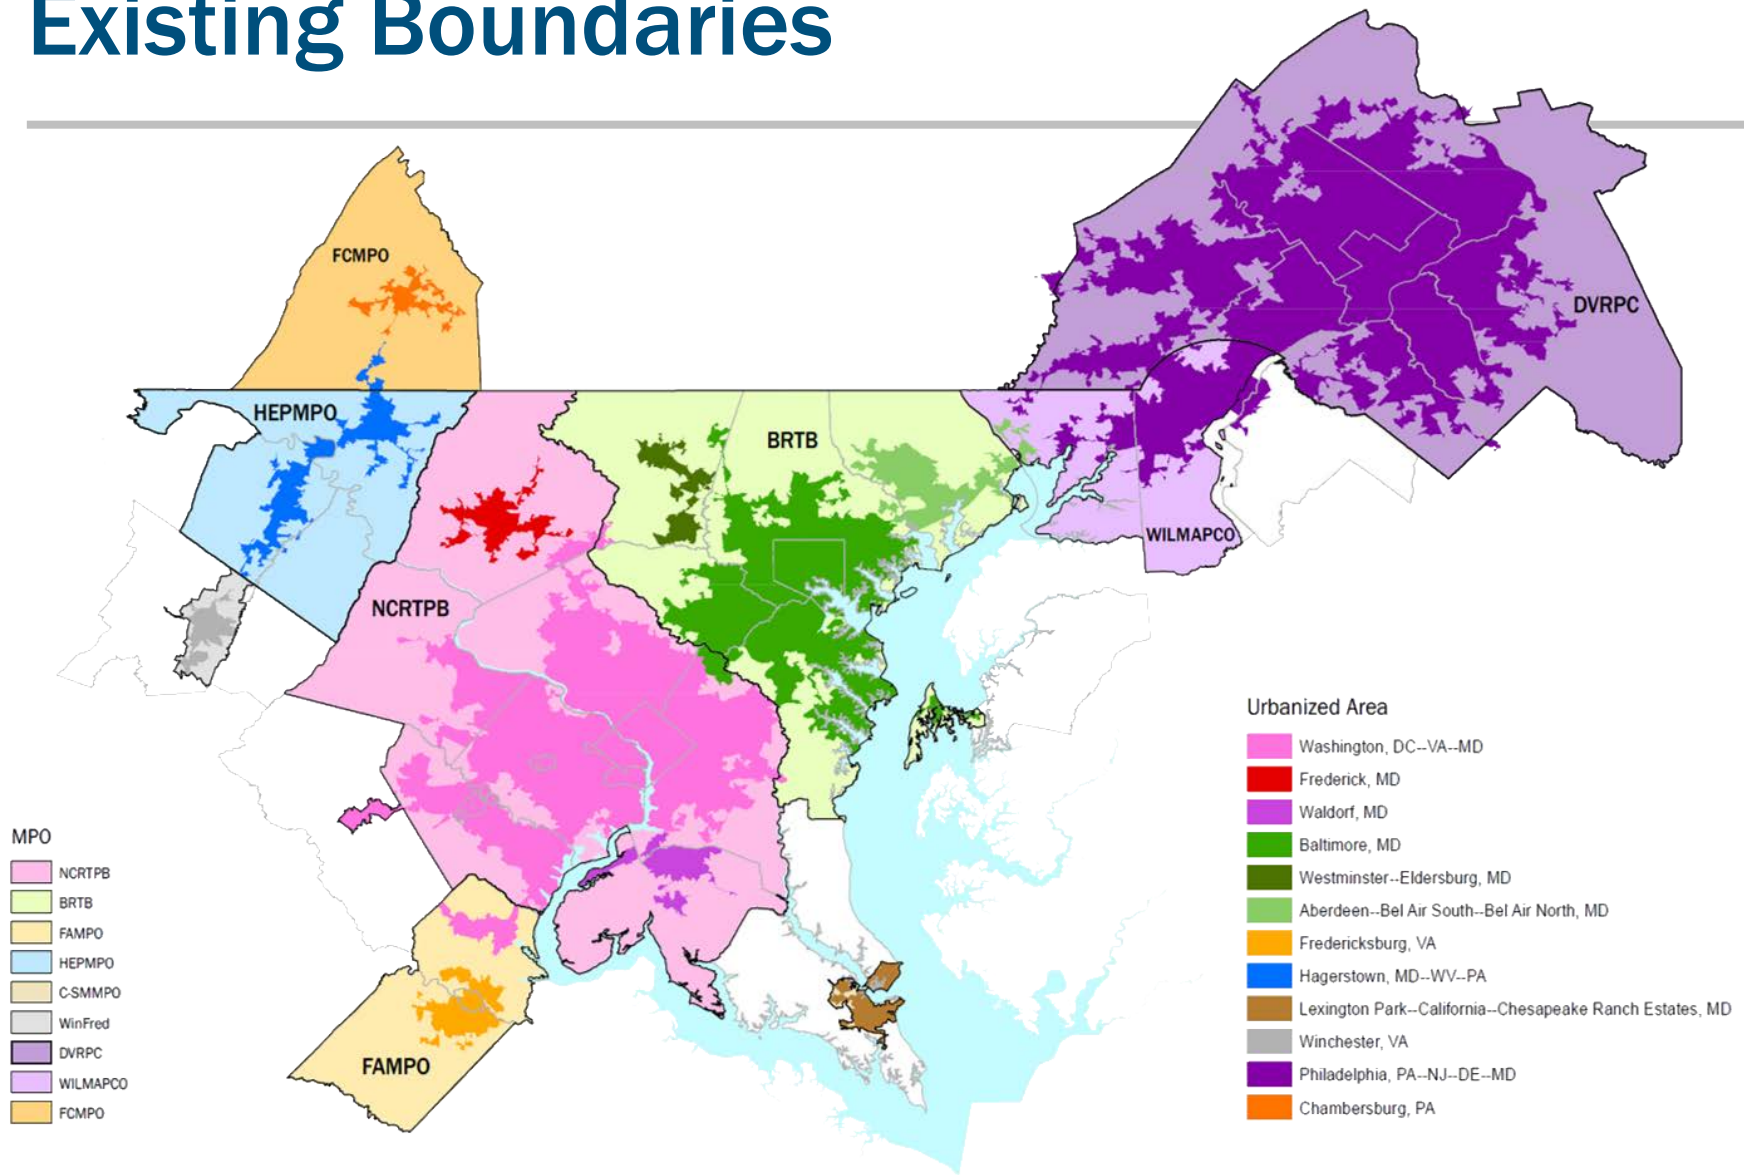 Existing Boundaries
FCMPO
DVRPC
HEPMPO
BRTB
WILMAPCO
NCRTPB
FAMPO
MPO
NCRTPB
BRTB
FAMPO
HEPMPO
C-SMMPO
WinFred
DVRPC
WILMAPCO
FCMPO
Urbanized Area
Washington, DC--VA--MD
Frederick, MD
Waldorf, MD
Baltimore, MD
Westminster--Eldersburg, MD
Aberdeen--Bel Air South--Bel Air North, MD
Fredericksburg, VA
Hagerstown, MD--WV--PA
Lexington Park--California--Chesapeake Ranch Estates, MD
Winchester, VA
Philadelphia, PA--NJ--DE--MD
Chambersburg, PA